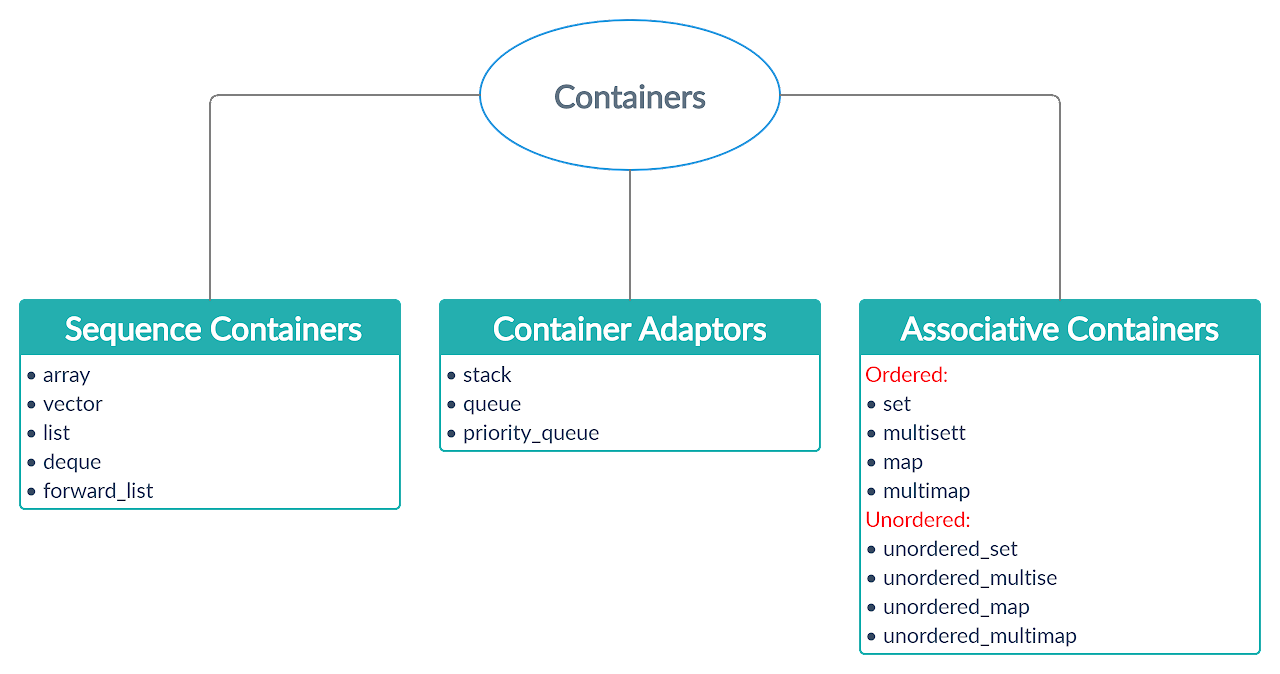 Containers
Sequence Containers
• array
• vector
• list
• deque
• forward_list
Container Adaptors
• stack
• queue
• priority_queue
Associative Containers
Ordered:
• set
• multisett
• map
• multimap
Unordered:
• unordered_set
• unordered_multise
• unordered_map
• unordered_multimap